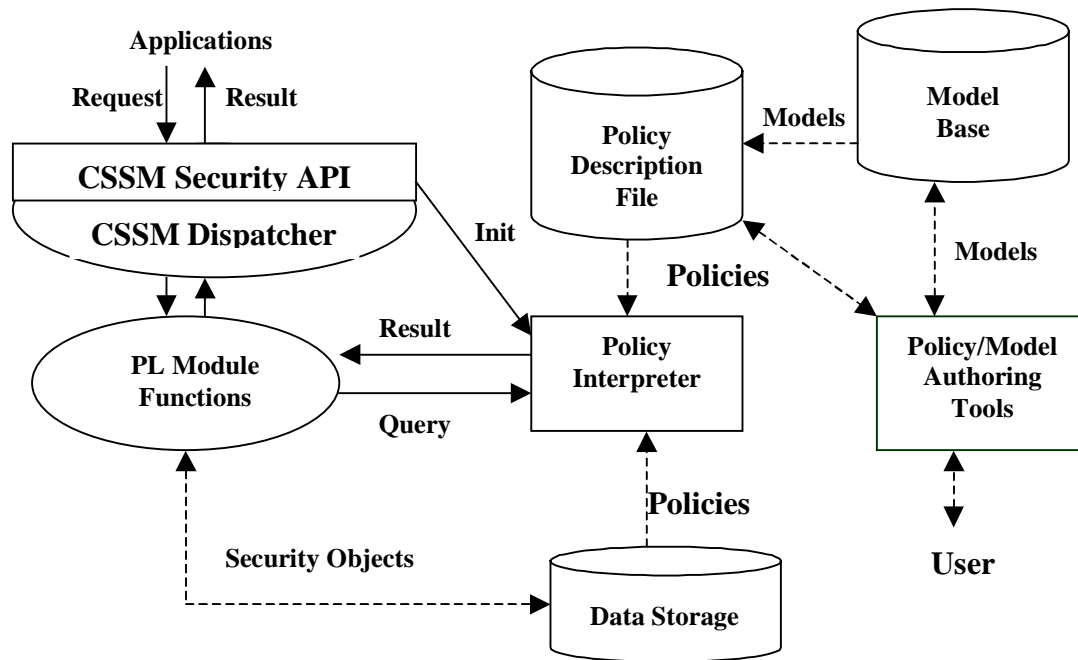 Applications
Request
Result
CSSM Security API
CSSM Dispatcher
Init
Result
PL Module
Functions
Query
Security Objects
Policy
Description
File
Models
Model
Base
Models
Policies
Policy
Interpreter
Policy/Model
Authoring
Tools
Policies
Data Storage
User